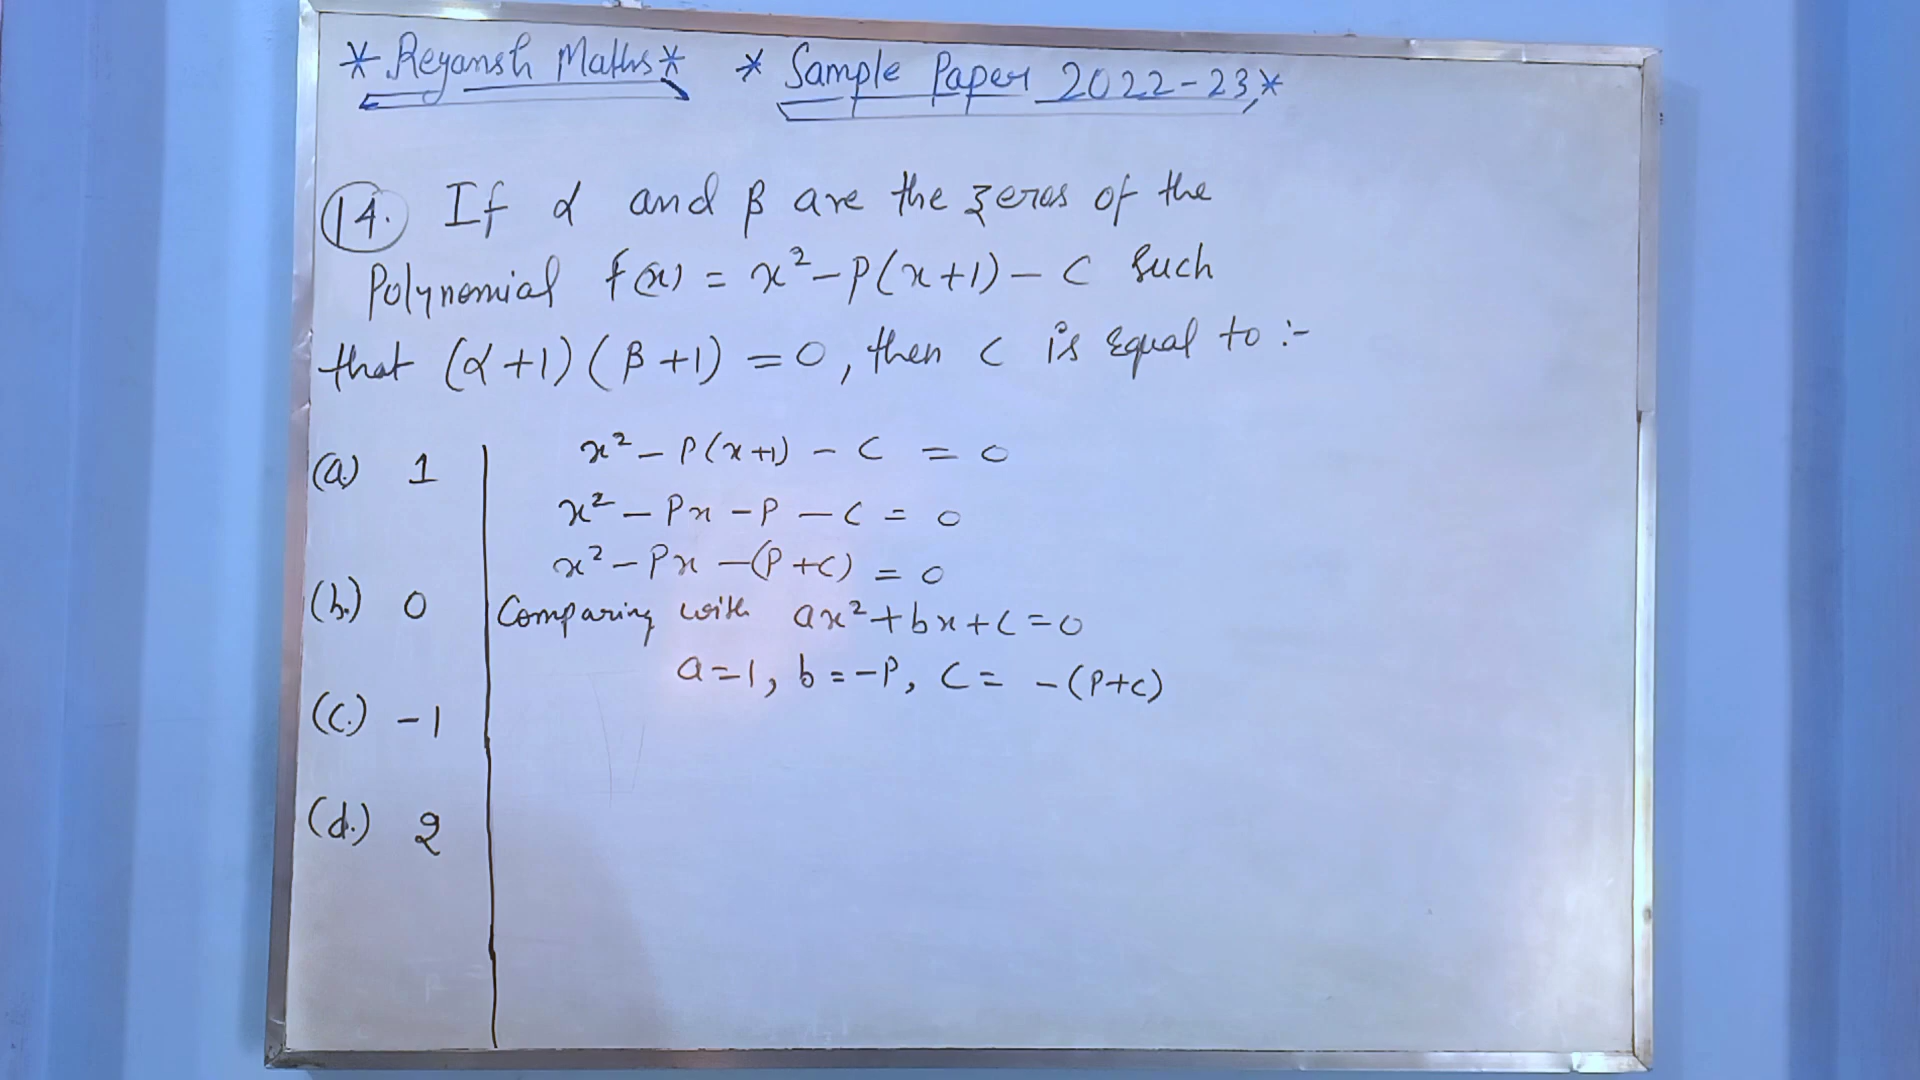 * Reyansh Maths * * Sample Paper 2022-23, *
14. If α and β are the zeros of the
Polynomial f(x) = x² - P(x+1) - C Such
that (α+1)(β+1) = 0, then C is Equal to :-
(a.) 1
(b.) 0
(c.) -1
(d.) 2
x² - P(x+1) - C = 0
x² - Px - P - C = 0
x² - Px - (P+C) = 0
Comparing with ax² + bx + C = 0
a=1, b=-P, C= -(P+C)